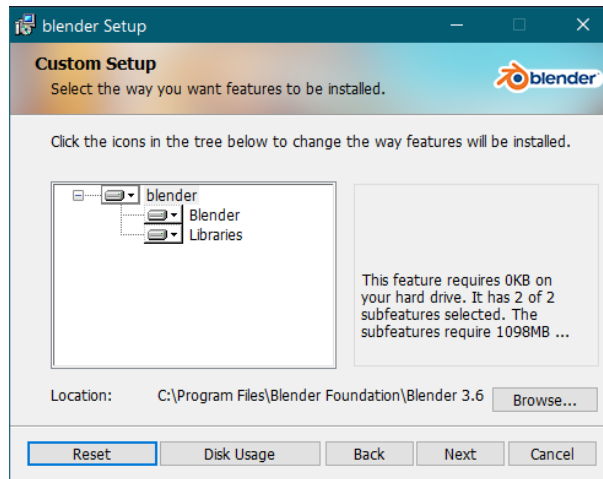 blender Setup
Custom Setup
Select the way you want features to be installed.
blender
Click the icons in the tree below to change the way features will be installed.
blender
Blender
Libraries
This feature requires 0KB on
your hard drive. It has 2 of 2
subfeatures selected. The
subfeatures require 1098MB ...
Location: C:\Program Files\Blender Foundation\Blender 3.6 Browse...
Reset Disk Usage Back Next Cancel